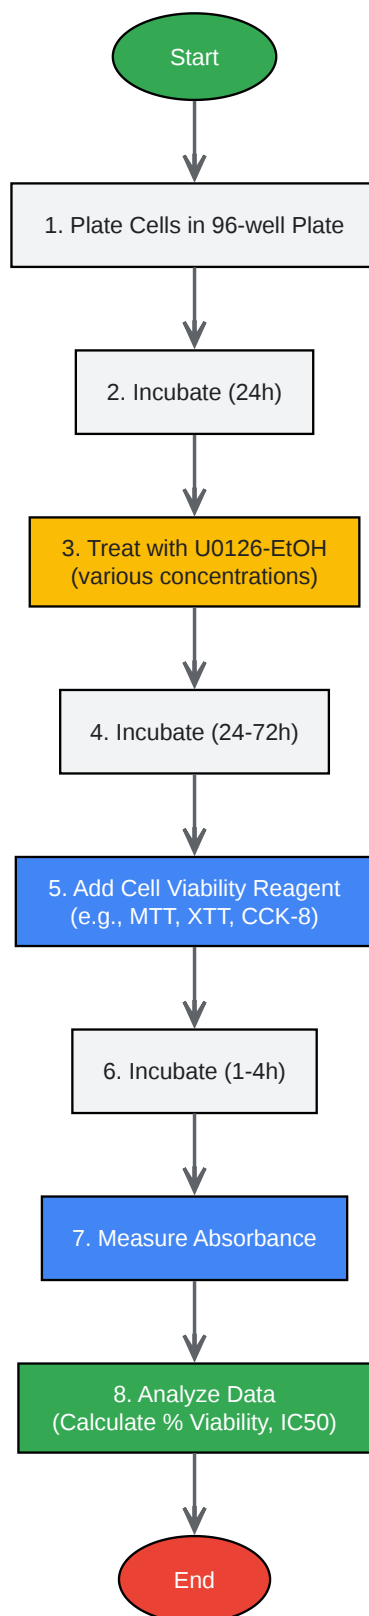 Start
1. Plate Cells in 96-well Plate
2. Incubate (24h)
3. Treat with U0126-EtOH
(various concentrations)
4. Incubate (24-72h)
5. Add Cell Viability Reagent
(e.g., MTT, XTT, CCK-8)
6. Incubate (1-4h)
7. Measure Absorbance
8. Analyze Data
(Calculate % Viability, IC50)
End